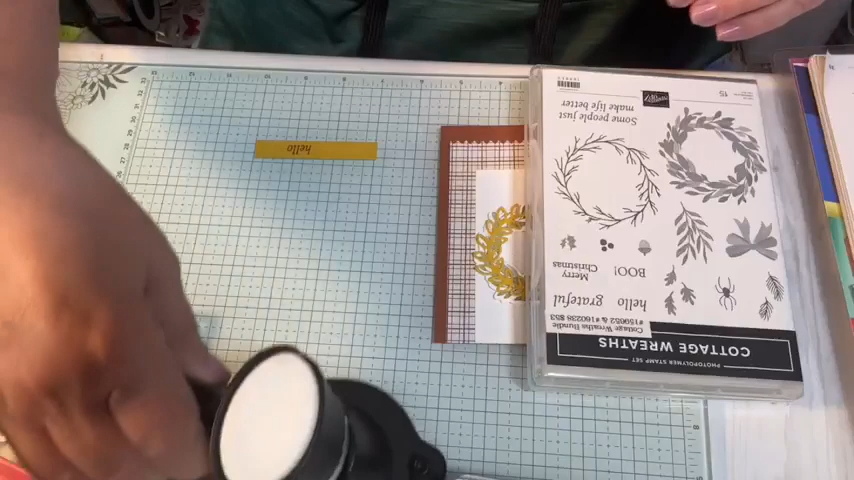 hello
Some people just
make life better
15
Merry
Christmas
BOO!
grateful
hello
Cottage Wreaths Bundle
COTTAGE WREATHS
PHOTOPOLYMER STAMP SET